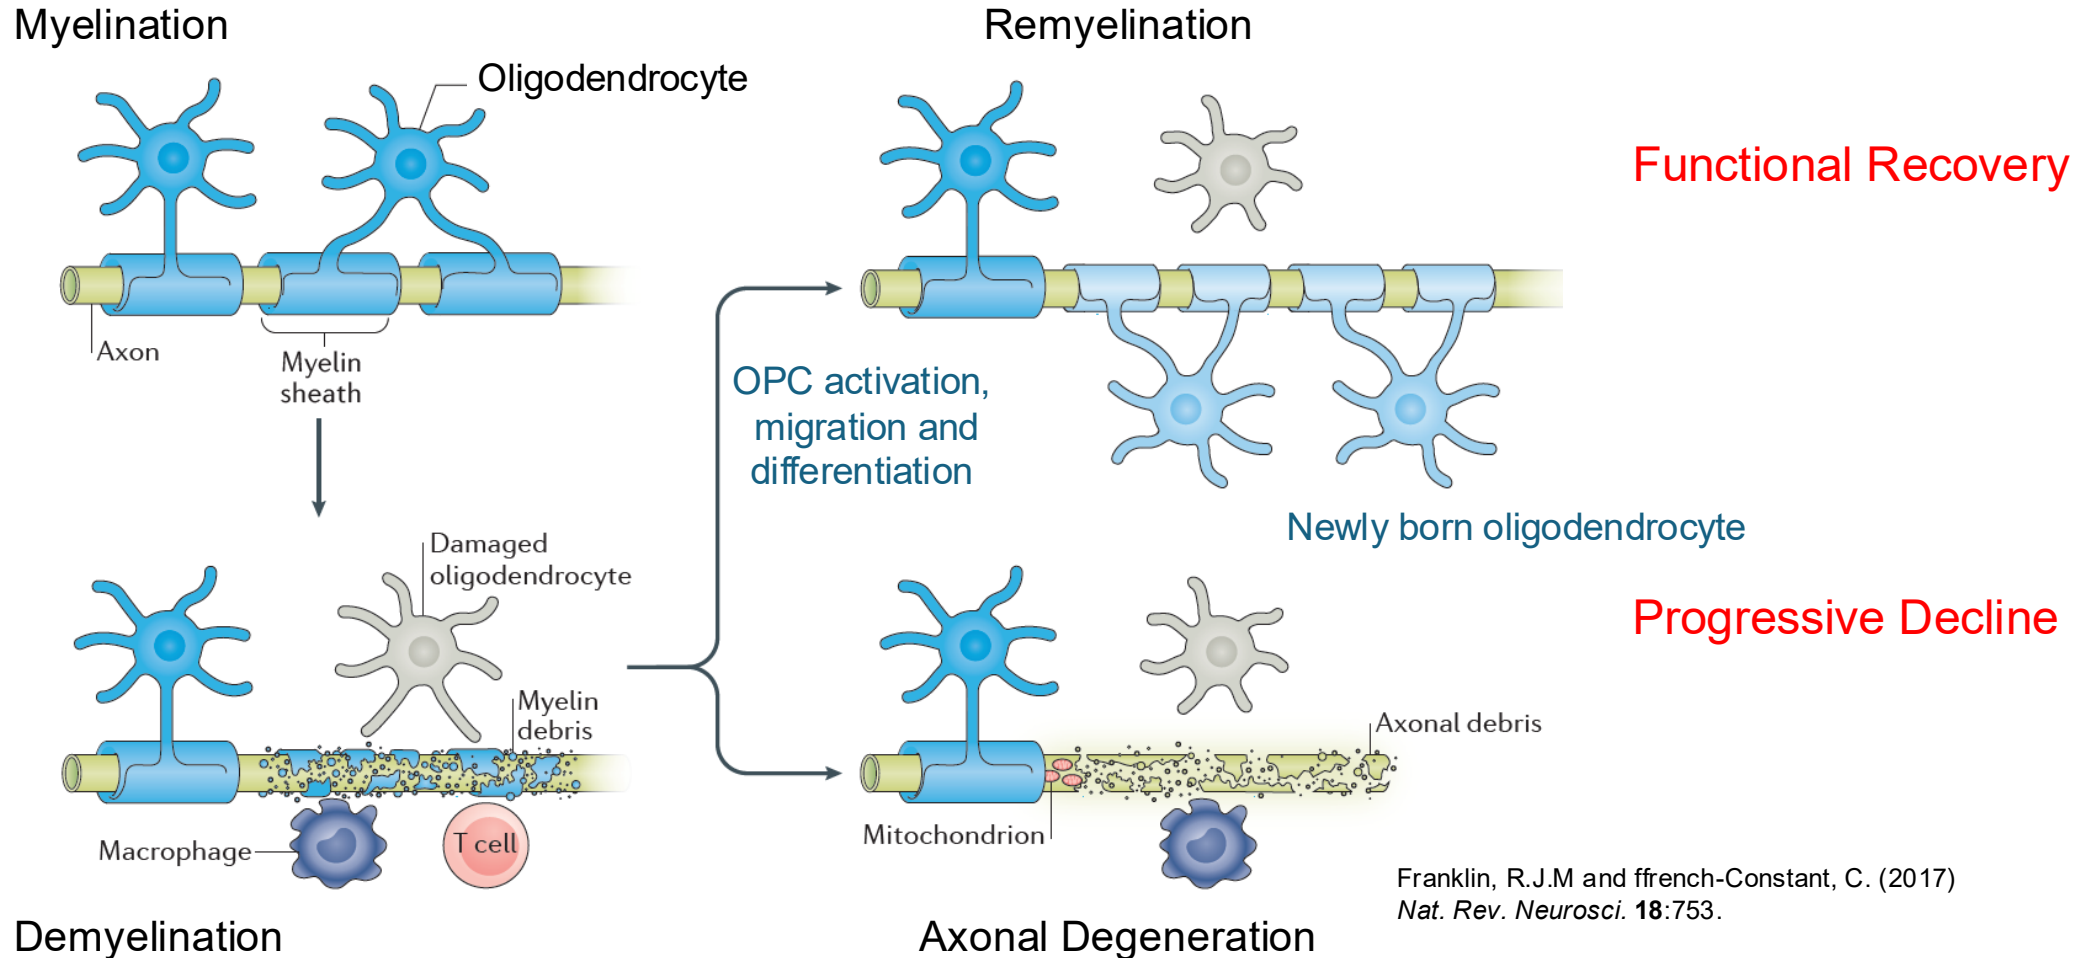 Myelination
Oligodendrocyte
Axon
Myelin
sheath
Remyelination
Functional Recovery
OPC activation,
migration and
differentiation
Newly born oligodendrocyte
Damaged
oligodendrocyte
Myelin
debris
Macrophage
T cell
Demyelination
Progressive Decline
Axonal debris
Mitochondrion
Axonal Degeneration
Franklin, R.J.M and ffrench-Constant, C. (2017)
Nat. Rev. Neurosci. 18:753.